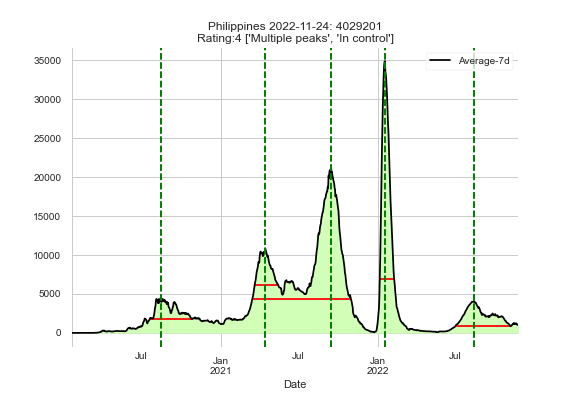 Philippines 2022-11-24: 4029201
Rating:4 ['Multiple peaks', 'In control']
Average-7d
35000
30000
25000
20000
15000
10000
5000
0
Jul
Jan
2021
Jul
Jan
2022
Jul
Date